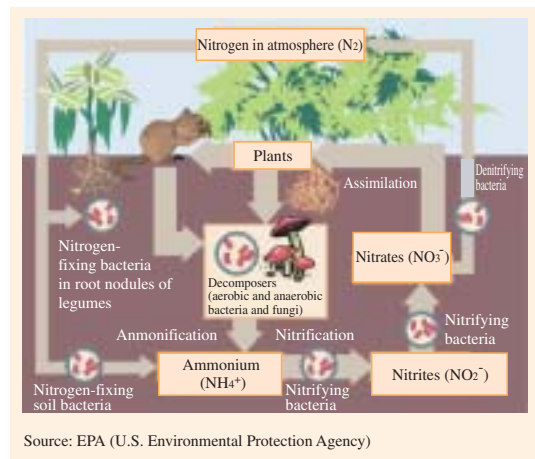 Nitrogen in atmosphere (N₂)
Plants
Assimilation
Denitrifying
bacteria
Nitrogen-
fixing bacteria
in root nodules of
legumes
Decomposers
(aerobic and anaerobic
bacteria and fungi)
Nitrates (NO₃⁻)
Anmonification
Nitrification
Nitrifying
bacteria
Ammonium
(NH₄⁺)
Nitrites (NO₂⁻)
Nitrogen-fixing
soil bacteria
Nitrifying
bacteria
Source: EPA (U.S. Environmental Protection Agency)